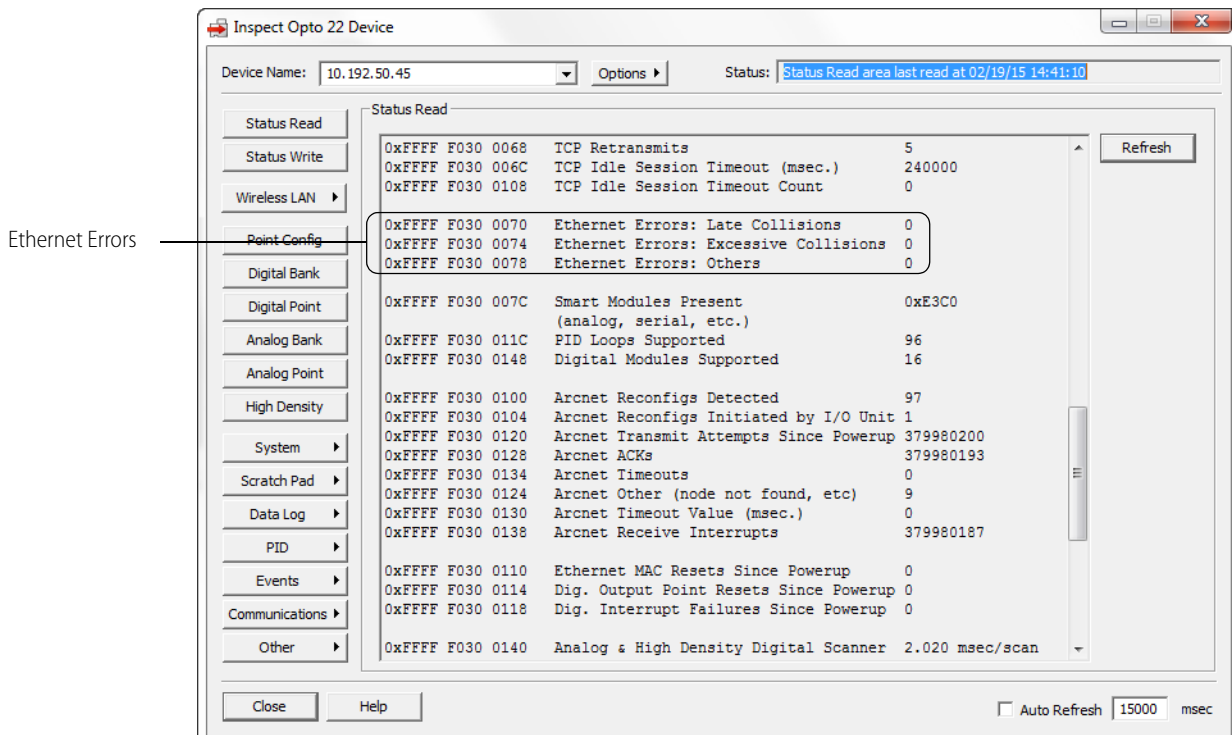 Inspect Opto 22 Device
Device Name: 10.192.50.45 Options Status: Status Read area last read at 02/19/15 14:41:10
Status Read
Status Write
Wireless LAN
Point Config
Digital Bank
Digital Point
Analog Bank
Analog Point
High Density
System
Scratch Pad
Data Log
PID
Events
Communications
Other
Ethernet Errors
Status Read
0xFFFF F030 0068 TCP Retransmits 5
0xFFFF F030 006C TCP Idle Session Timeout (msec.) 240000
0xFFFF F030 0108 TCP Idle Session Timeout Count 0
0xFFFF F030 0070 Ethernet Errors: Late Collisions 0
0xFFFF F030 0074 Ethernet Errors: Excessive Collisions 0
0xFFFF F030 0078 Ethernet Errors: Others 0
0xFFFF F030 007C Smart Modules Present 0xE3C0
(analog, serial, etc.)
0xFFFF F030 011C PID Loops Supported 96
0xFFFF F030 0148 Digital Modules Supported 16
0xFFFF F030 0100 Arcnet Reconfigs Detected 97
0xFFFF F030 0104 Arcnet Reconfigs Initiated by I/O Unit 1
0xFFFF F030 0120 Arcnet Transmit Attempts Since Powerup 379980200
0xFFFF F030 0128 Arcnet ACKs 379980193
0xFFFF F030 0134 Arcnet Timeouts 0
0xFFFF F030 0124 Arcnet Other (node not found, etc) 9
0xFFFF F030 0130 Arcnet Timeout Value (msec.) 0
0xFFFF F030 0138 Arcnet Receive Interrupts 379980187
0xFFFF F030 0110 Ethernet MAC Resets Since Powerup 0
0xFFFF F030 0114 Dig. Output Point Resets Since Powerup 0
0xFFFF F030 0118 Dig. Interrupt Failures Since Powerup 0
0xFFFF F030 0140 Analog & High Density Digital Scanner 2.020 msec/scan
Refresh
Close Help Auto Refresh 15000 msec